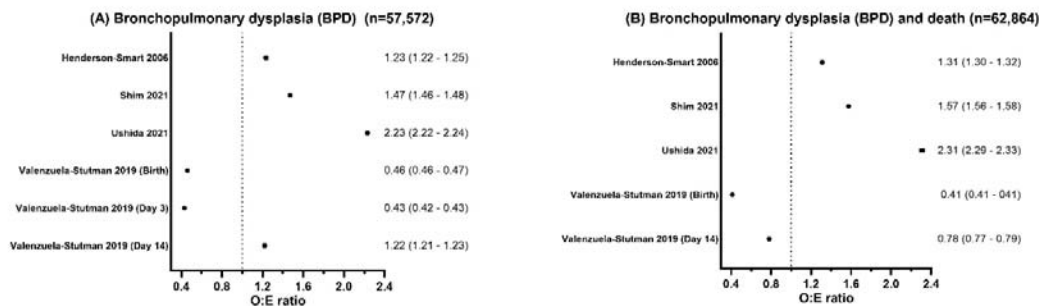 (A) Bronchopulmonary dysplasia (BPD) (n=57,572)
Henderson-Smart 2006 1.23 (1.22 - 1.25)
Shim 2021 1.47 (1.46 - 1.48)
Ushida 2021 2.23 (2.22 - 2.24)
Valenzuela-Stutman 2019 (Birth) 0.46 (0.46 - 0.47)
Valenzuela-Stutman 2019 (Day 3) 0.43 (0.42 - 0.43)
Valenzuela-Stutman 2019 (Day 14) 1.22 (1.21 - 1.23)
0.4 0.8 1.2 1.6 2.0 2.4
O:E ratio
(B) Bronchopulmonary dysplasia (BPD) and death (n=62,864)
Henderson-Smart 2006 1.31 (1.30 - 1.32)
Shim 2021 1.57 (1.56 - 1.58)
Ushida 2021 2.31 (2.29 - 2.33)
Valenzuela-Stutman 2019 (Birth) 0.41 (0.41 - 041)
Valenzuela-Stutman 2019 (Day 14) 0.78 (0.77 - 0.79)
0.4 0.8 1.2 1.6 2.0 2.4
O:E ratio